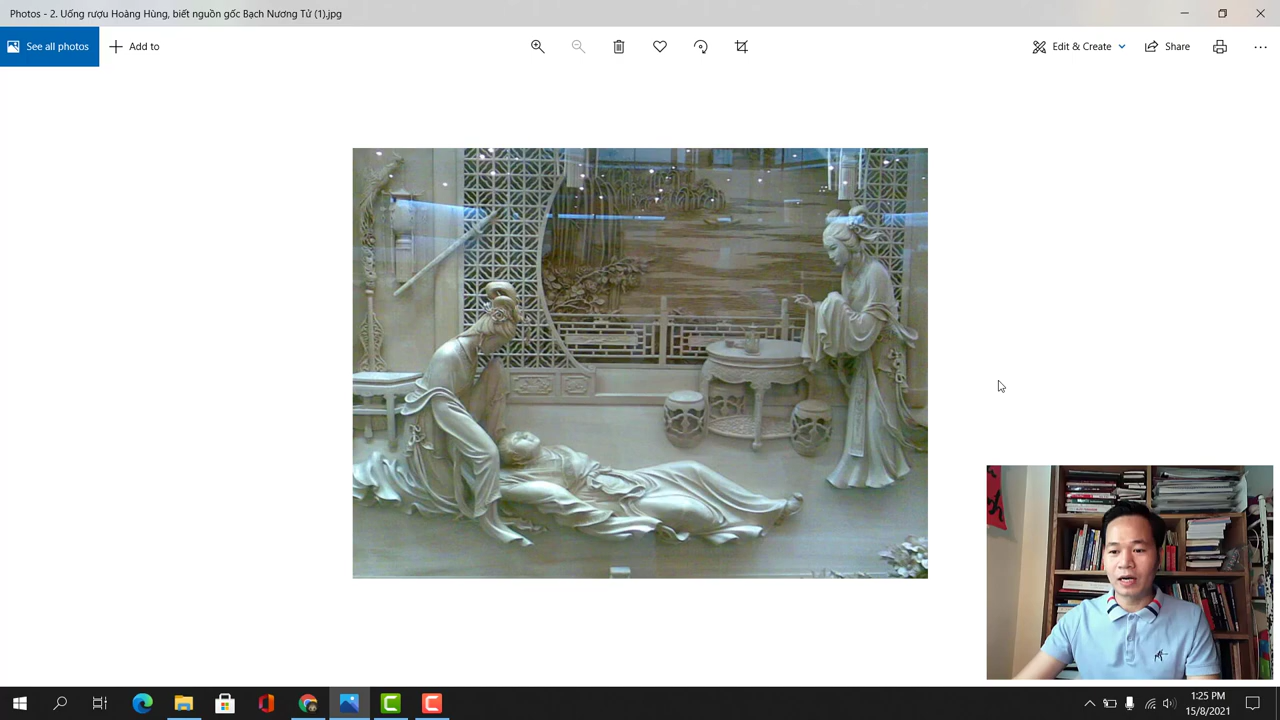 Photos - 2. Uống rượu Hoàng Hùng, biết nguồn gốc Bạch Nương Tử (1).jpg
See all photos
Add to
Edit & Create
Share
1:25 PM
15/8/2021